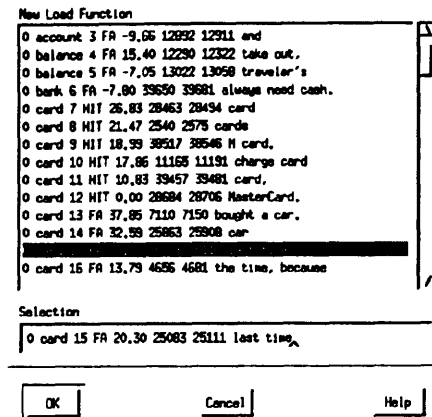 New Load Function
0 account 3 FA -9.66 12892 12911 and
0 balance 4 FA 15.40 12290 12322 take out.
0 balance 5 FA -7.05 13022 13058 traveler's
0 bank 6 FA -7.80 39650 39681 always need cash.
0 card 7 HIT 26.83 28463 28494 card
0 card 8 HIT 21.47 2540 2575 cards
0 card 9 HIT 18.99 38517 38546 M card.
0 card 10 HIT 17.86 11165 11191 charge card
0 card 11 HIT 10.83 39457 39481 card.
0 card 12 HIT 0.00 28684 28706 MasterCard.
0 card 13 FA 37.85 7110 7150 bought a car.
0 card 14 FA 32.59 25863 25908 car
0 card 16 FA 13.79 4656 4681 the time, because
Selection
0 card 15 FA 20.30 25083 25111 last time
OK Cancel Help